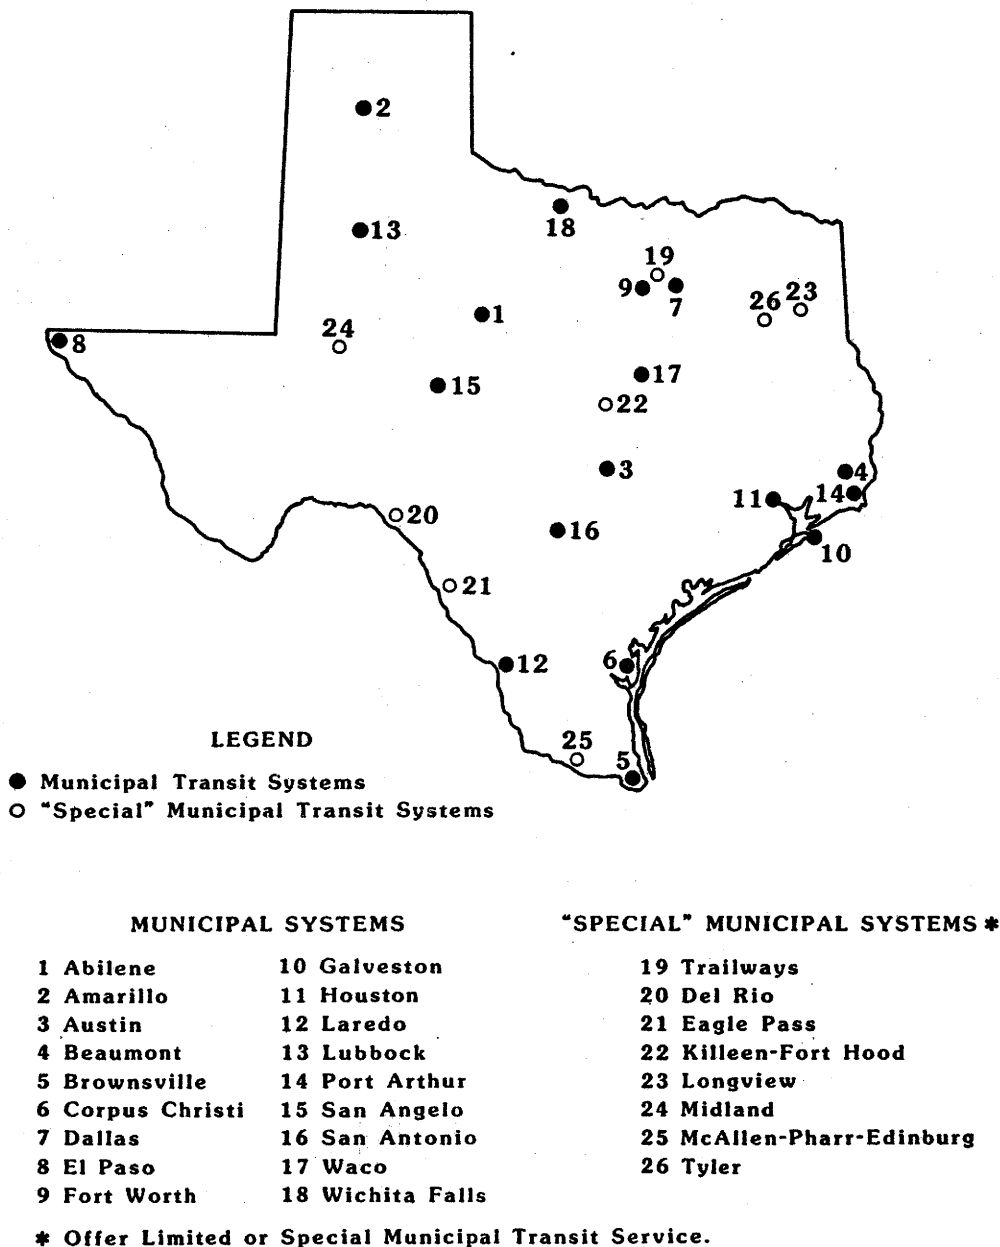 2
13
18
19
9
7
26
23
1
24
8
15
17
22
3
4
11
14
20
16
10
21
12
6
25
5
LEGEND
Municipal Transit Systems
"Special" Municipal Transit Systems
MUNICIPAL SYSTEMS
1 Abilene
2 Amarillo
3 Austin
4 Beaumont
5 Brownsville
6 Corpus Christi
7 Dallas
8 El Paso
9 Fort Worth
10 Galveston
11 Houston
12 Laredo
13 Lubbock
14 Port Arthur
15 San Angelo
16 San Antonio
17 Waco
18 Wichita Falls
"SPECIAL" MUNICIPAL SYSTEMS *
19 Trailways
20 Del Rio
21 Eagle Pass
22 Killeen-Fort Hood
23 Longview
24 Midland
25 McAllen-Pharr-Edinburg
26 Tyler
* Offer Limited or Special Municipal Transit Service.